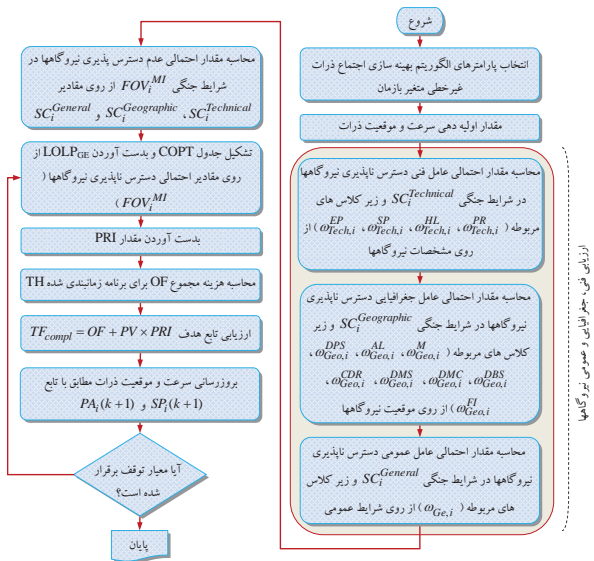 شروع
انتخاب پارامترهای الگوریتم بهینه سازی اجتماع ذرات
غیرخطی متغیر بازمان
مقدار اولیه دهی سرعت و موقعیت ذرات
محاسبه مقدار احتمالی عامل فنی دسترس ناپذیری نیروگاهها
در شرایط جنگی SC_i^{Technical} و زیر کلاس های
مربوطه (ω_{Tech,i}^{PR}، ω_{Tech,i}^{HL}، ω_{Tech,i}^{SP}، ω_{Tech,i}^{EP}) از
روی مشخصات نیروگاهها
محاسبه مقدار احتمالی عامل جغرافیایی دسترس ناپذیری
نیروگاهها در شرایط جنگی SC_i^{Geographic} و زیر
کلاس های مربوطه (ω_{Geo,i}^{M}، ω_{Geo,i}^{AL}، ω_{Geo,i}^{DPS}،
ω_{Geo,i}^{DBS}، ω_{Geo,i}^{DMC}، ω_{Geo,i}^{DMS}، ω_{Geo,i}^{CDR}،
ω_{Geo,i}^{FI}) از روی موقعیت نیروگاهها
محاسبه مقدار احتمالی عامل عمومی دسترس ناپذیری
نیروگاهها در شرایط جنگی SC_i^{General} و زیر کلاس
های مربوطه (ω_{Ge,i}) از روی شرایط عمومی
ارزیابی فنی، جغرافیایی و عمومی نیروگاهها
محاسبه مقدار احتمالی عدم دسترس پذیری نیروگاهها در
شرایط جنگی FOV_i^{MI} از روی مقادیر
SC_i^{Technical}، SC_i^{Geographic} و SC_i^{General}
تشکیل جدول COPT و بدست آوردن LOLP_{GE} از
روی مقادیر احتمالی دسترس ناپذیری نیروگاهها (
FOV_i^{MI})
بدست آوردن مقدار PRI
محاسبه هزینه مجموع OF برای برنامه زمانبندی شده TH
ارزیابی تابع هدف TF_{compl} = OF + PV × PRI
بروزرسانی سرعت و موقعیت ذرات مطابق با تابع
SP_i(k+1) و PA_i(k+1)
آیا معیار توقف برقرار
شده است؟
پایان